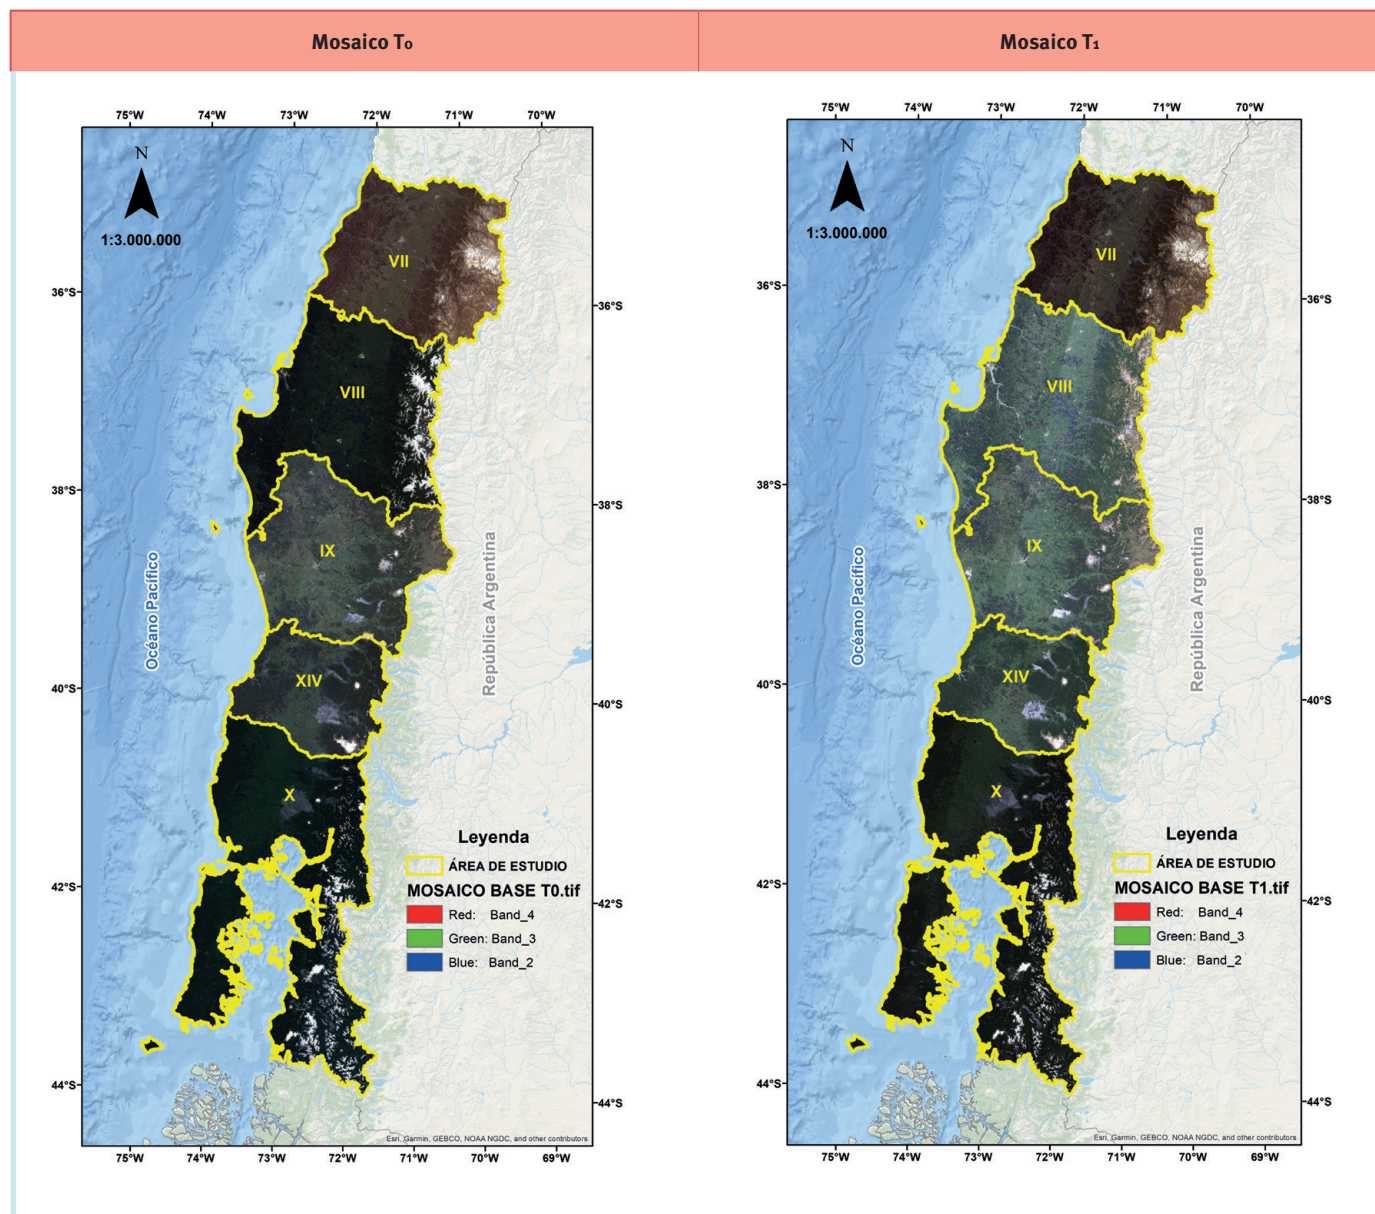 Mosaico T₀
Mosaico T₁
75°W 74°W 73°W 72°W 71°W 70°W
N
1:3.000.000
36°S
36°S
38°S
38°S
40°S
40°S
42°S
42°S
44°S
44°S
VII
VIII
IX
XIV
X
Océano Pacífico
República Argentina
Leyenda
ÁREA DE ESTUDIO
MOSAICO BASE T0.tif
Red: Band_4
Green: Band_3
Blue: Band_2
Esri, Garmin, GEBCO, NOAA NGDC, and other contributors
75°W 74°W 73°W 72°W 71°W 70°W 69°W
75°W 74°W 73°W 72°W 71°W 70°W
N
1:3.000.000
36°S
36°S
38°S
38°S
40°S
40°S
42°S
42°S
44°S
44°S
VII
VIII
IX
XIV
X
Océano Pacífico
República Argentina
Leyenda
ÁREA DE ESTUDIO
MOSAICO BASE T1.tif
Red: Band_4
Green: Band_3
Blue: Band_2
Esri, Garmin, GEBCO, NOAA NGDC, and other contributors
75°W 74°W 73°W 72°W 71°W 70°W 69°W